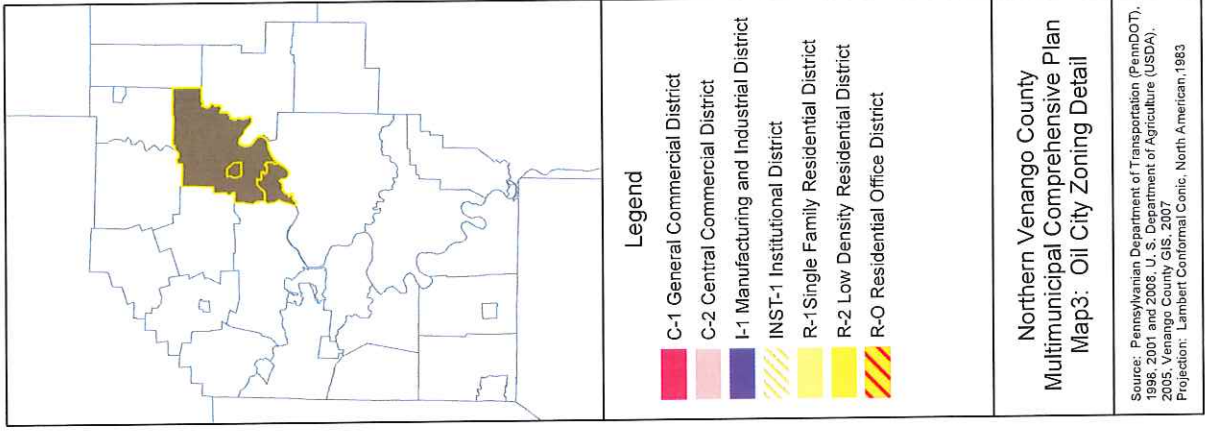 Legend
C-1 General Commercial District
C-2 Central Commercial District
I-1 Manufacturing and Industrial District
INST-1 Institutional District
R-1Single Family Residential District
R-2 Low Density Residential District
R-O Residential Office District
Northern Venango County
Multimunicipal Comprehensive Plan
Map3: Oil City Zoning Detail
Source: Pennsylvanian Department of Transportation (PennDOT),
1998, 2001 and 2008, U. S. Department of Agriculture (USDA).
2005, Venango County GIS, 2007
Projection: Lambert Conformal Conic, North American,1983